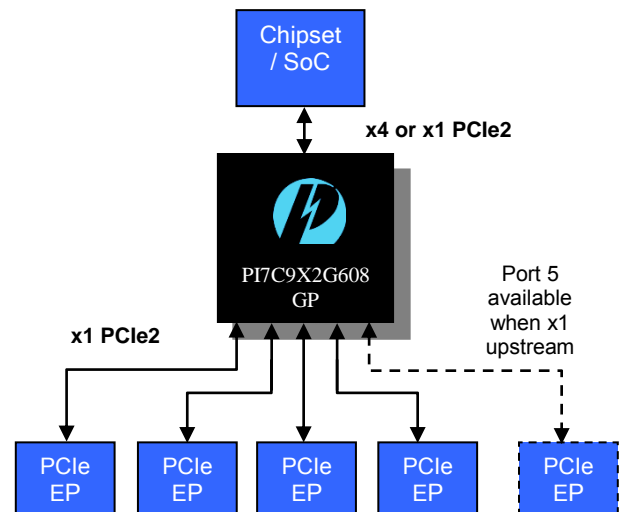 Chipset
/ SoC
x4 or x1 PCIe2
PI7C9X2G608
GP
Port 5
available
when x1
upstream
x1 PCIe2
PCIe
EP
PCIe
EP
PCIe
EP
PCIe
EP
PCIe
EP